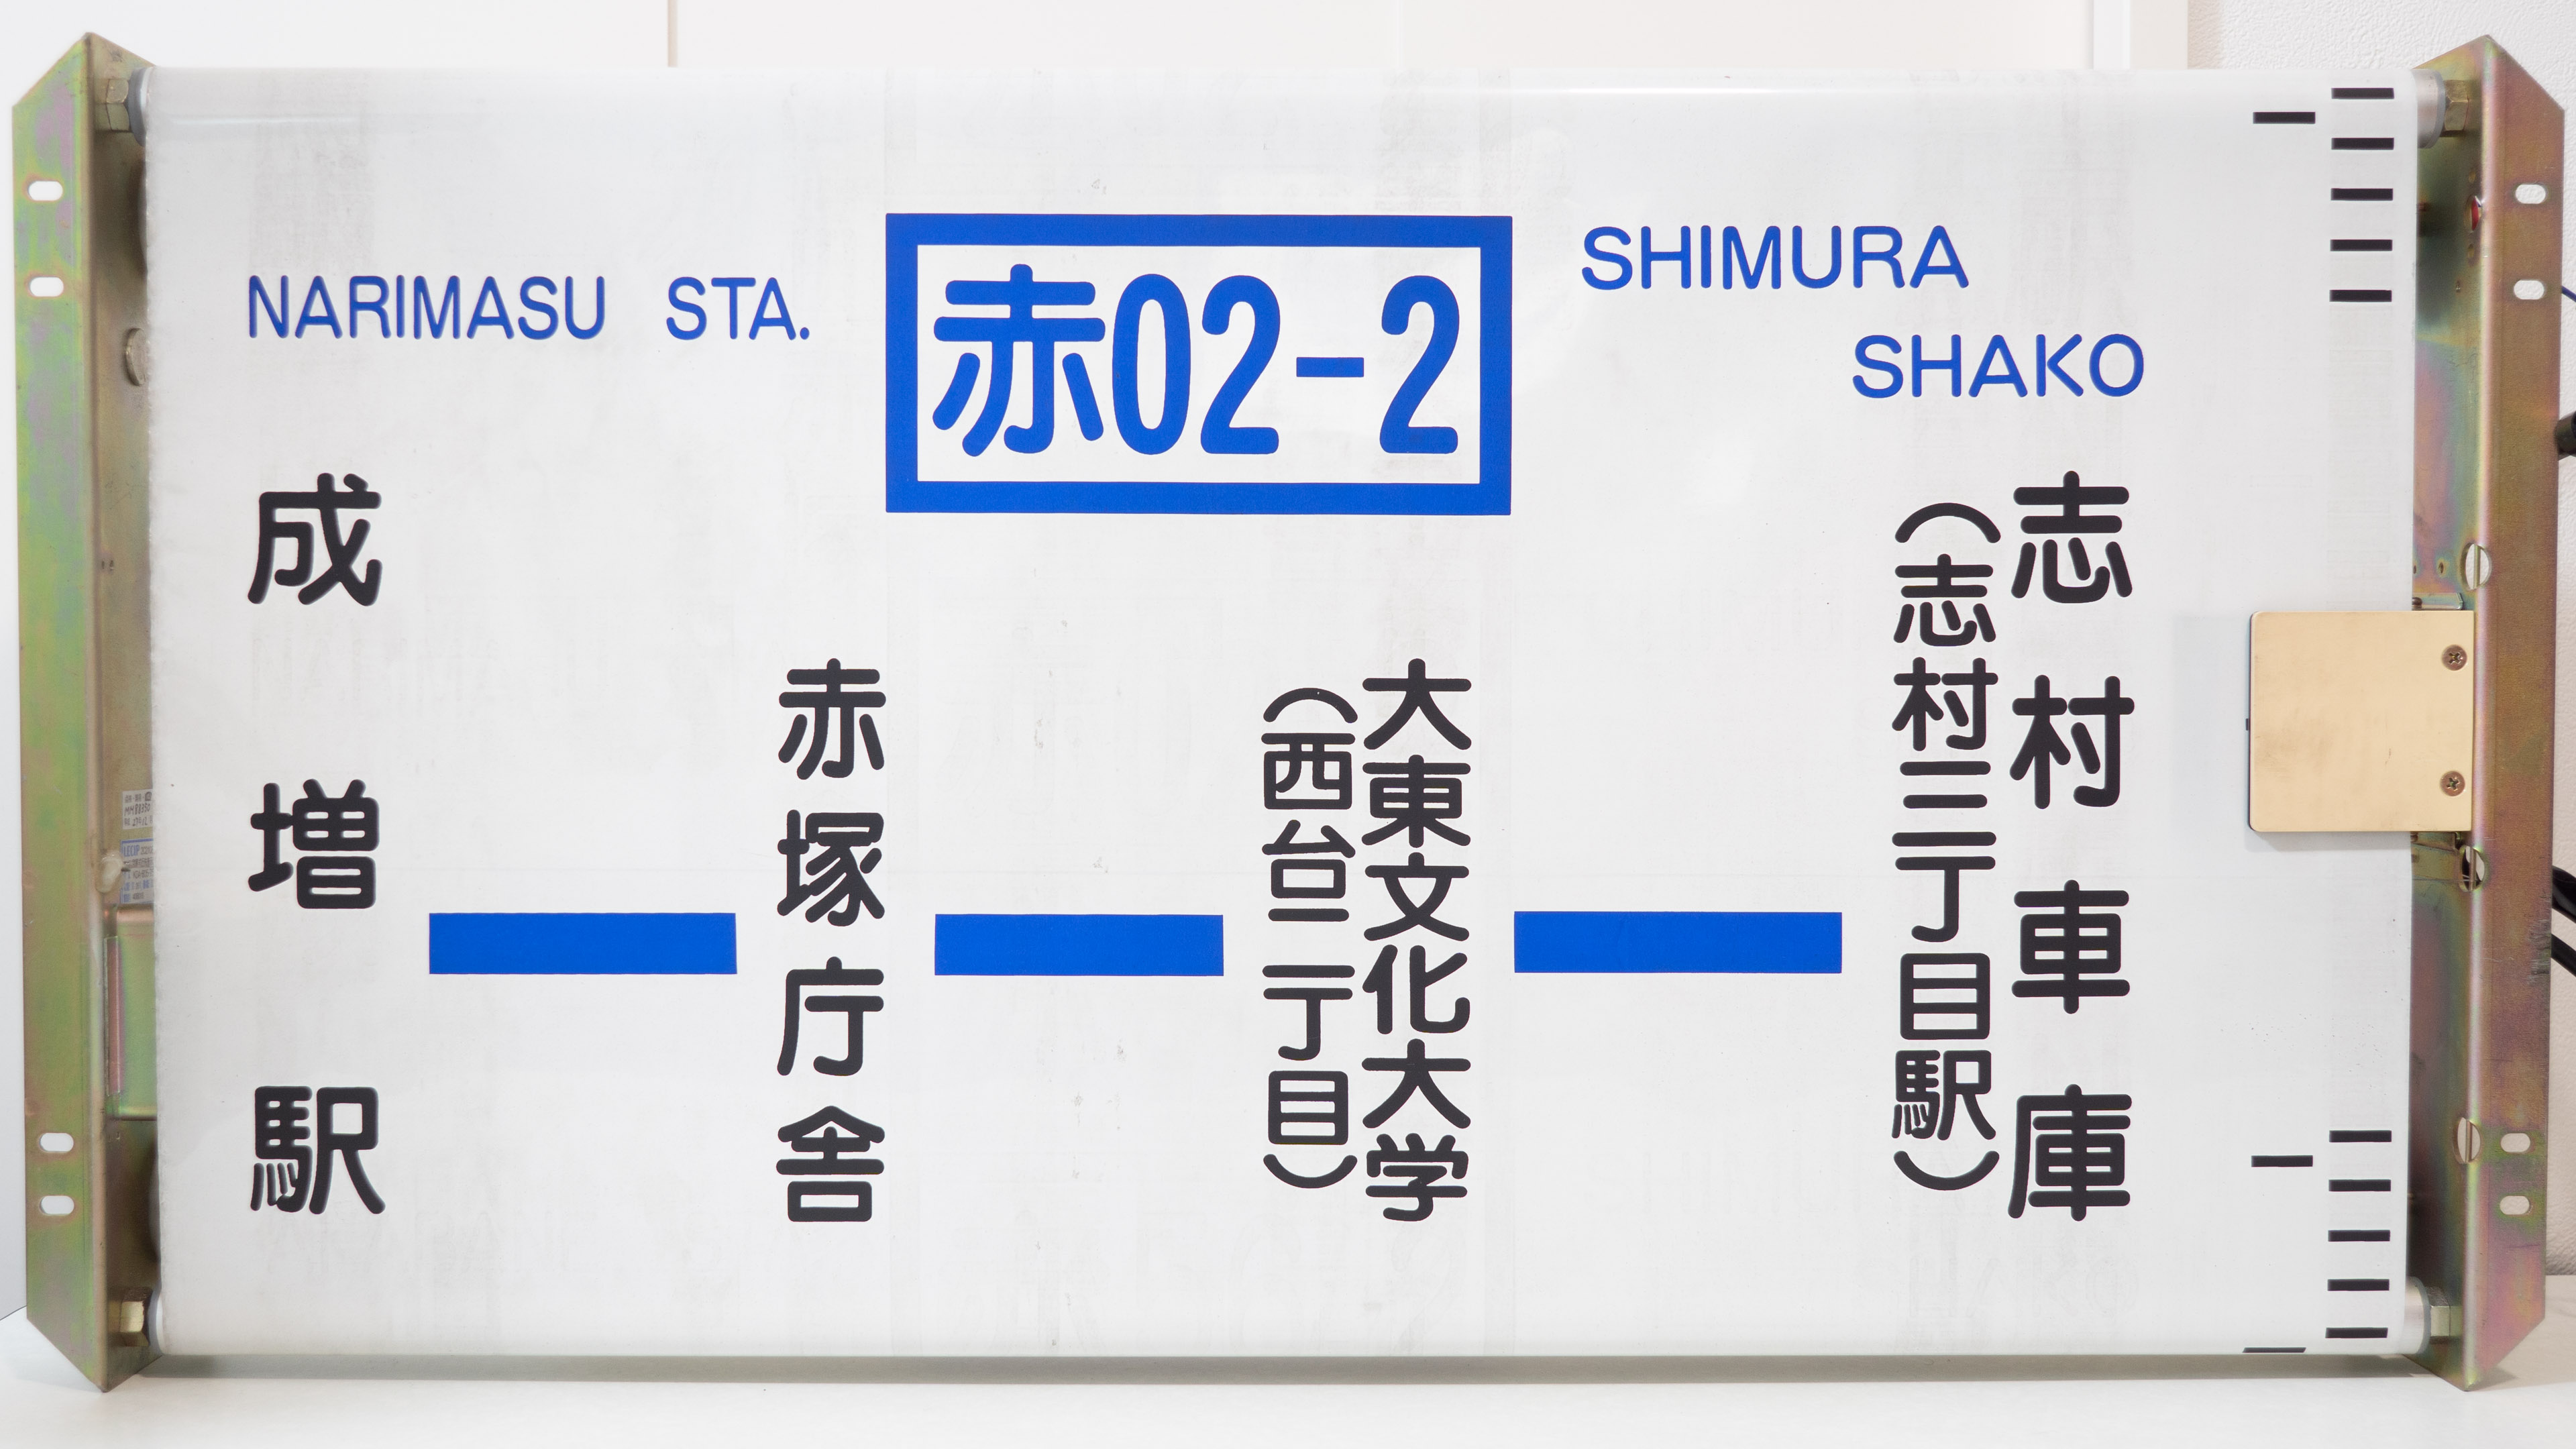 NARIMASU STA.
赤02-2
SHIMURA
SHAKO
成増駅
赤塚庁舎
大東文化大学
（西台二丁目）
志村車庫
（志村三丁目駅）